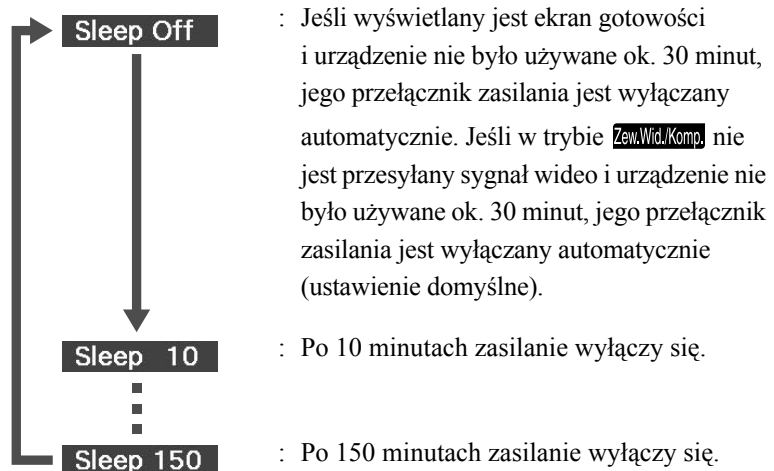 Sleep Off
: Jeśli wyświetlany jest ekran gotowości
i urządzenie nie było używane ok. 30 minut,
jego przełącznik zasilania jest wyłączany
automatycznie. Jeśli w trybie Zew.Wid./Komp. nie
jest przesyłany sygnał wideo i urządzenie nie
było używane ok. 30 minut, jego przełącznik
zasilania jest wyłączany automatycznie
(ustawienie domyślne).
Sleep 10
: Po 10 minutach zasilanie wyłączy się.
Sleep 150
: Po 150 minutach zasilanie wyłączy się.